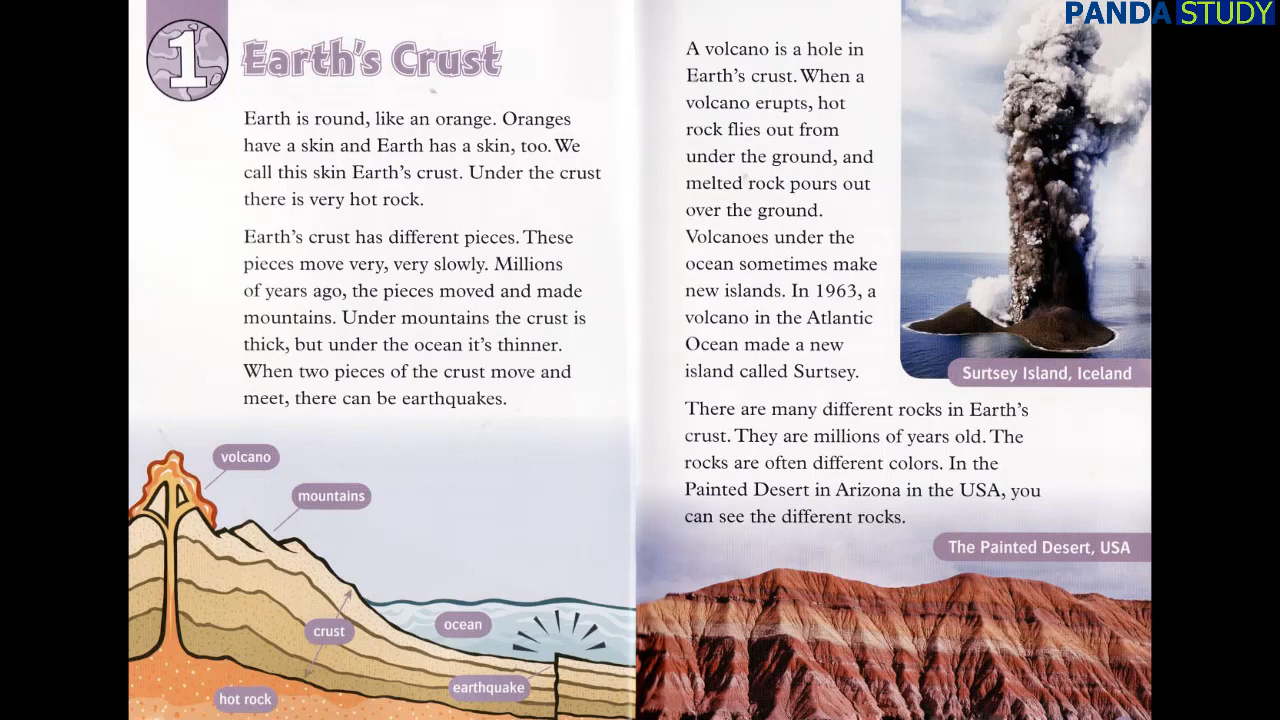 PANDA STUDY
1
Earth's Crust
Earth is round, like an orange. Oranges
have a skin and Earth has a skin, too. We
call this skin Earth's crust. Under the crust
there is very hot rock.
Earth's crust has different pieces. These
pieces move very, very slowly. Millions
of years ago, the pieces moved and made
mountains. Under mountains the crust is
thick, but under the ocean it's thinner.
When two pieces of the crust move and
meet, there can be earthquakes.
volcano
mountains
crust
ocean
earthquake
hot rock
A volcano is a hole in
Earth's crust. When a
volcano erupts, hot
rock flies out from
under the ground, and
melted rock pours out
over the ground.
Volcanoes under the
ocean sometimes make
new islands. In 1963, a
volcano in the Atlantic
Ocean made a new
island called Surtsey.
Surtsey Island, Iceland
There are many different rocks in Earth's
crust. They are millions of years old. The
rocks are often different colors. In the
Painted Desert in Arizona in the USA, you
can see the different rocks.
The Painted Desert, USA